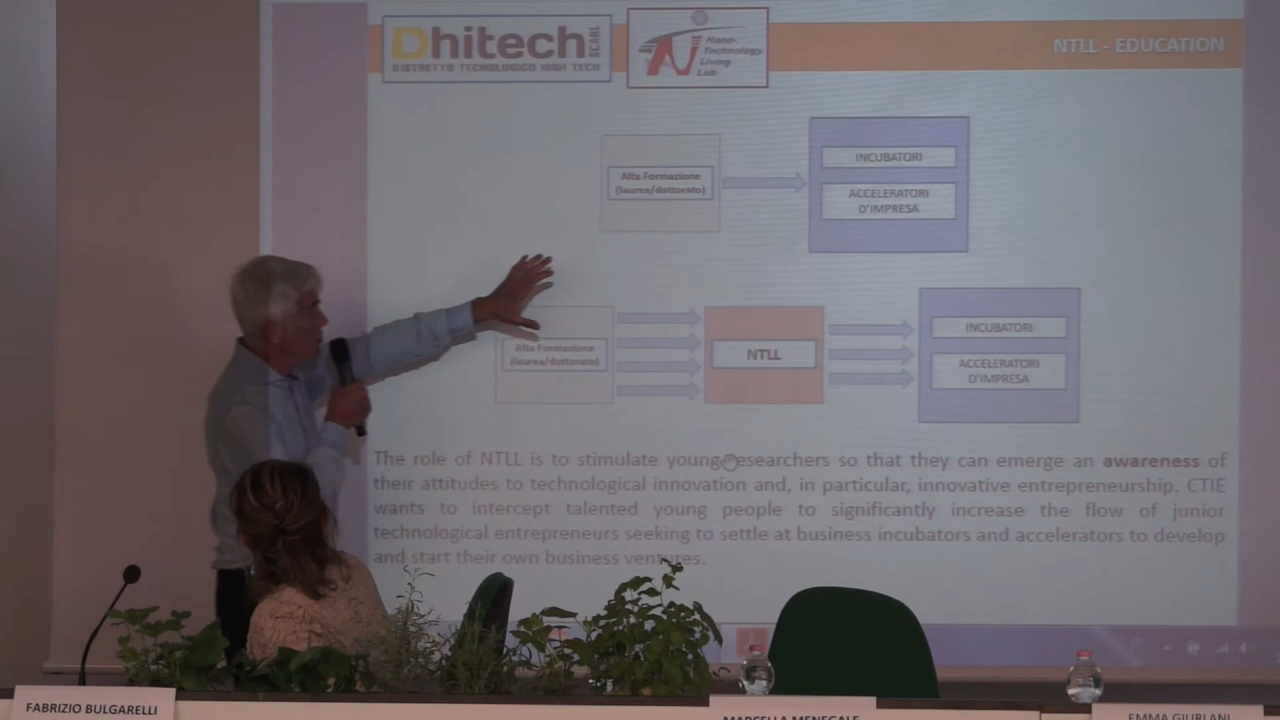 Dhitech SCARL
DISTRETTO TECNOLOGICO HIGH TECH
Nano-
Technology
Living
Lab
NTLL - EDUCATION
Alta Formazione
(laurea/dottorato)
INCUBATORI
ACCELERATORI
D'IMPRESA
Alta Formazione
(laurea/dottorato)
NTLL
INCUBATORI
ACCELERATORI
D'IMPRESA
The role of NTLL is to stimulate young researchers so that they can emerge an awareness of
their attitudes to technological innovation and, in particular, innovative entrepreneurship. CTIE
wants to intercept talented young people to significantly increase the flow of junior
technological entrepreneurs seeking to settle at business incubators and accelerators to develop
and start their own business ventures.
FABRIZIO BULGARELLI
MARCELLA MENEGALE
EMMA GIURLANI